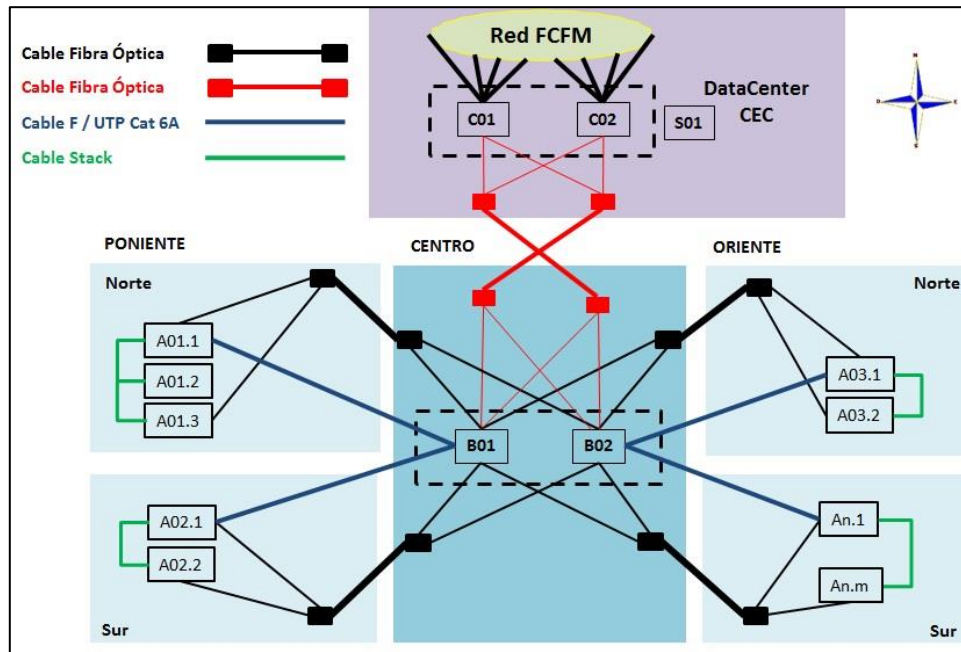 Cable Fibra Óptica
Cable Fibra Óptica
Cable F / UTP Cat 6A
Cable Stack
Red FCFM
DataCenter
CEC
C01
C02
S01
N
O
E
S
PONIENTE
CENTRO
ORIENTE
Norte
Norte
A01.1
A01.2
A01.3
A03.1
A03.2
B01
B02
A02.1
A02.2
An.1
An.m
Sur
Sur